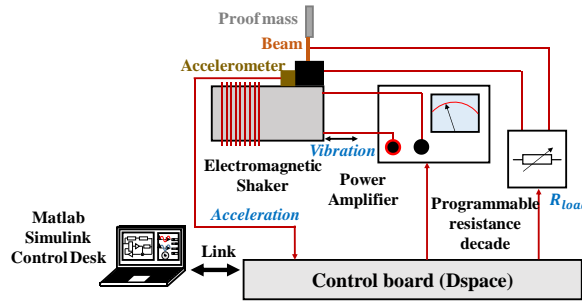 Proof mass
Beam
Accelerometer
Electromagnetic
Shaker
Vibration
Power
Amplifier
Programmable
resistance
decade
R_load
Acceleration
Matlab
Simulink
Control Desk
Link
Control board (Dspace)